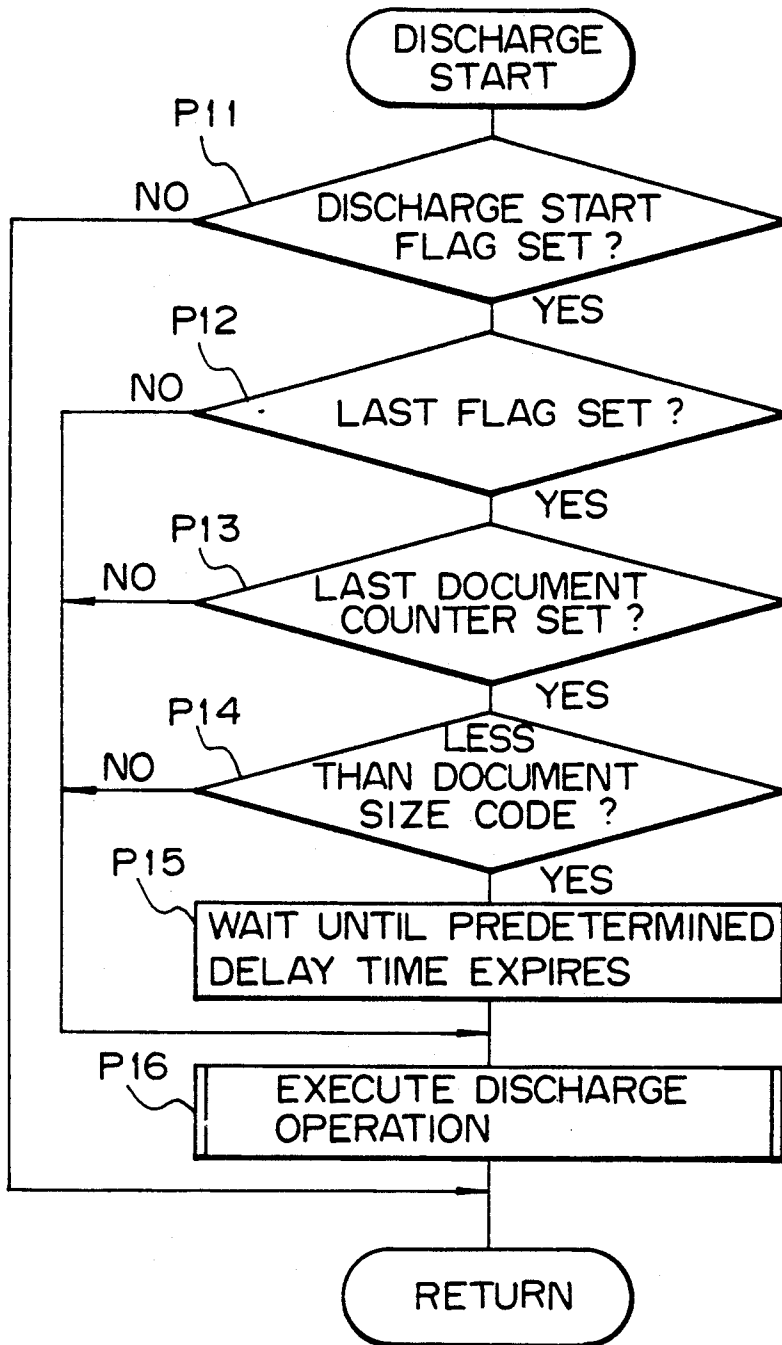 DISCHARGE
START
P11
NO
DISCHARGE START
FLAG SET ?
YES
P12
NO
LAST FLAG SET ?
YES
P13
NO
LAST DOCUMENT
COUNTER SET ?
YES
P14
NO
LESS
THAN DOCUMENT
SIZE CODE ?
YES
P15
WAIT UNTIL PREDETERMINED
DELAY TIME EXPIRES
P16
EXECUTE DISCHARGE
OPERATION
RETURN